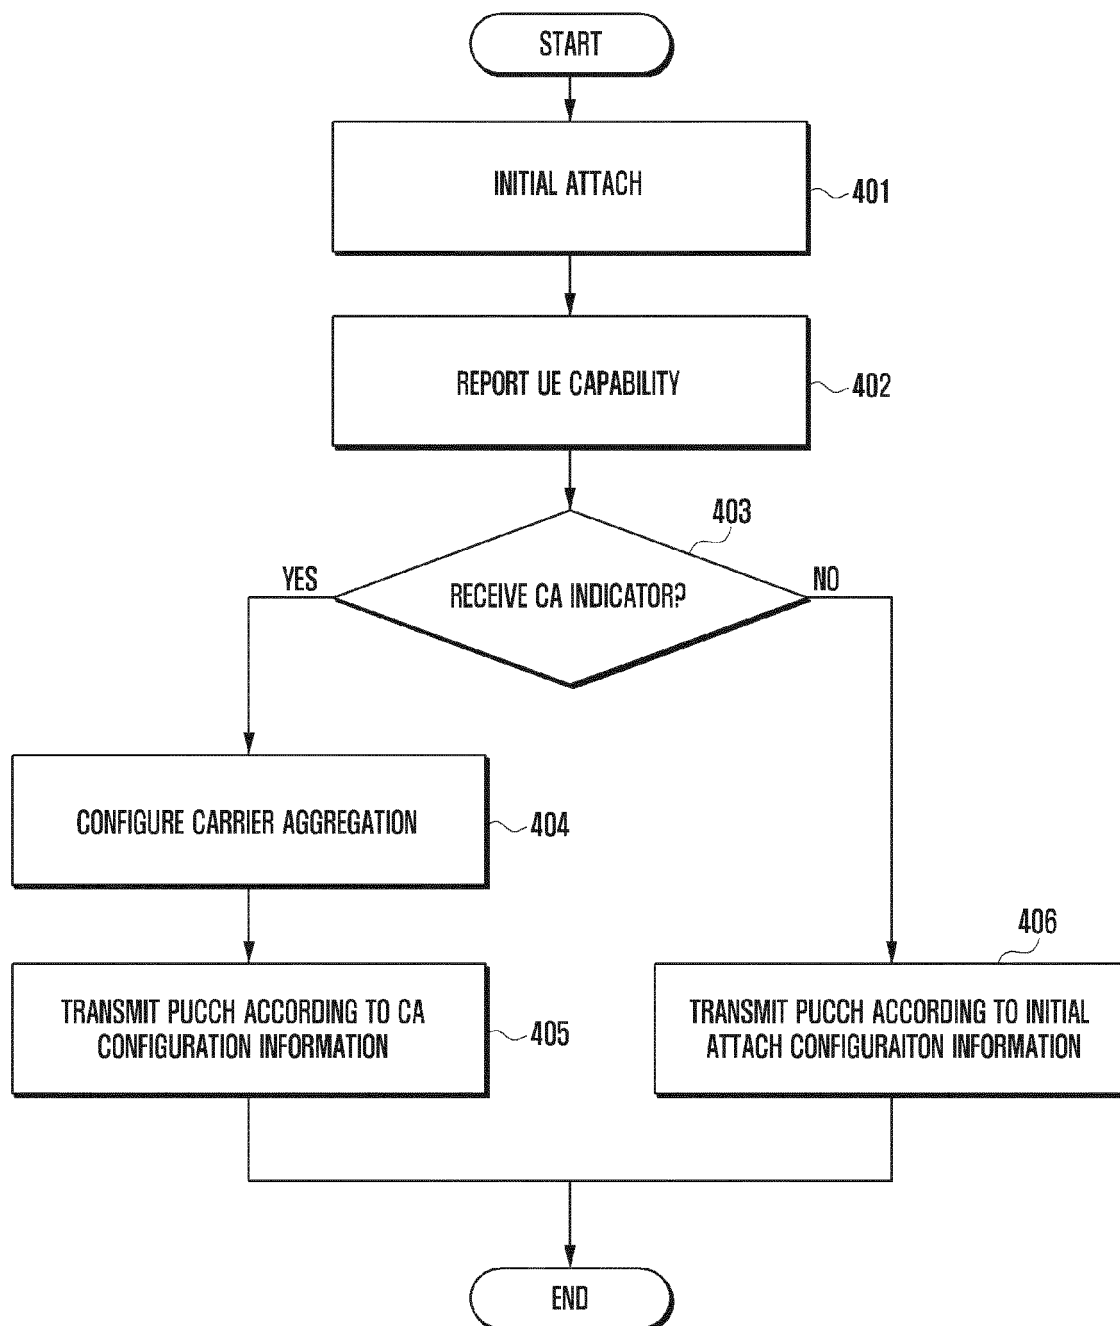 START
INITIAL ATTACH
401
REPORT UE CAPABILITY
402
403
RECEIVE CA INDICATOR?
YES
NO
CONFIGURE CARRIER AGGREGATION
404
TRANSMIT PUCCH ACCORDING TO CA
CONFIGURATION INFORMATION
405
406
TRANSMIT PUCCH ACCORDING TO INITIAL
ATTACH CONFIGURAITON INFORMATION
END